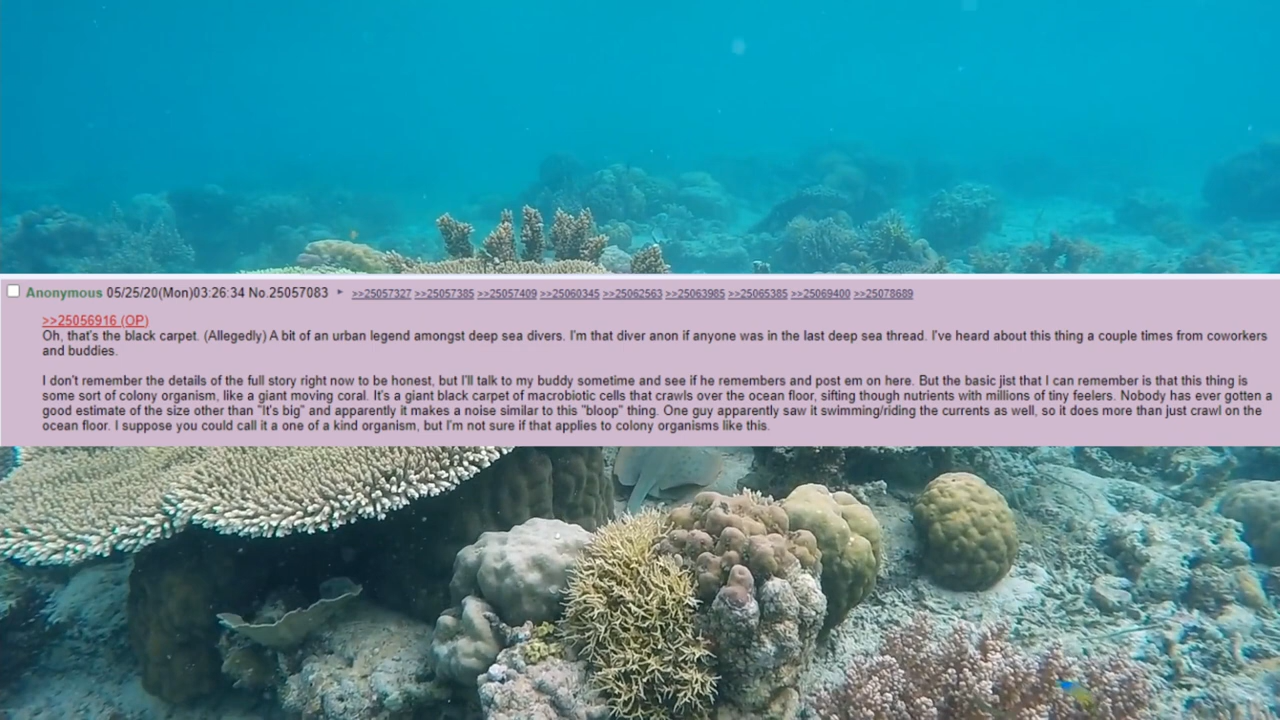 Anonymous 05/25/20(Mon)03:26:34 No.25057083 ▸ >>25057327 >>25057385 >>25057409 >>25060345 >>25062563 >>25063985 >>25065385 >>25069400 >>25078689
>>25056916 (OP)
Oh, that's the black carpet. (Allegedly) A bit of an urban legend amongst deep sea divers. I'm that diver anon if anyone was in the last deep sea thread. I've heard about this thing a couple times from coworkers
and buddies.
I don't remember the details of the full story right now to be honest, but I'll talk to my buddy sometime and see if he remembers and post em on here. But the basic jist that I can remember is that this thing is
some sort of colony organism, like a giant moving coral. It's a giant black carpet of macrobiotic cells that crawls over the ocean floor, sifting though nutrients with millions of tiny feelers. Nobody has ever gotten a
good estimate of the size other than "It's big" and apparently it makes a noise similar to this "bloop" thing. One guy apparently saw it swimming/riding the currents as well, so it does more than just crawl on the
ocean floor. I suppose you could call it a one of a kind organism, but I'm not sure if that applies to colony organisms like this.